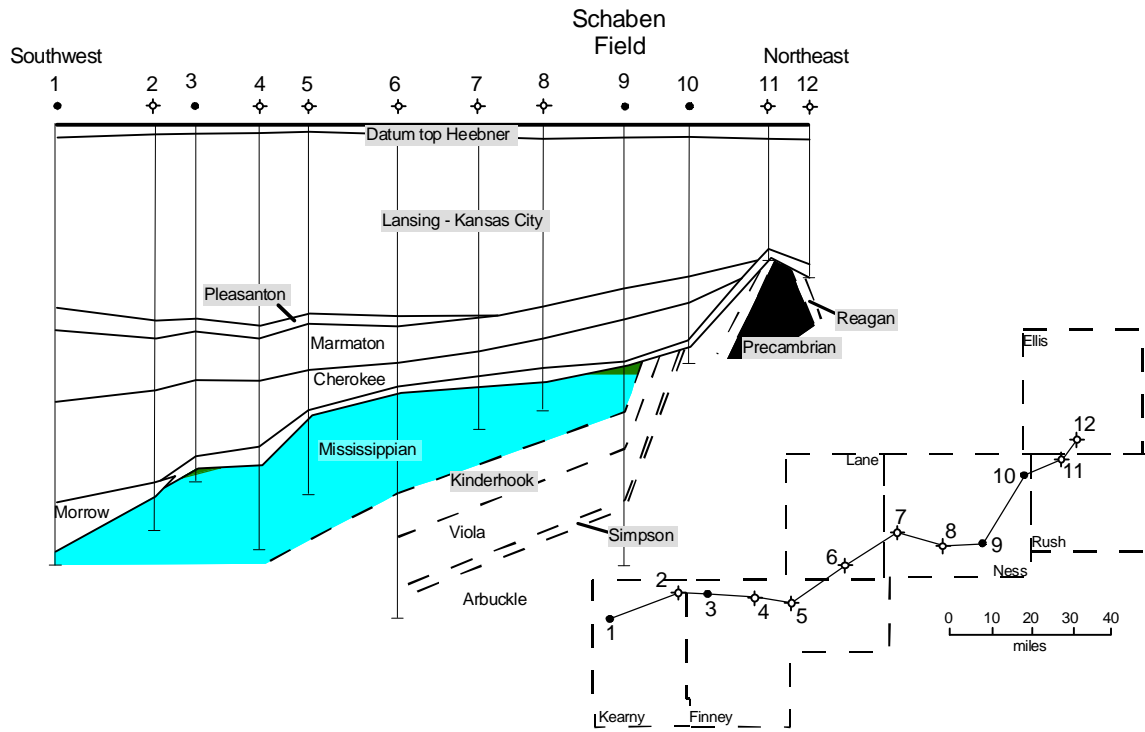 Schaben
Field
Southwest
Northeast
1 2 3 4 5 6 7 8 9 10 11 12
Datum top Heebner
Lansing - Kansas City
Pleasanton
Reagan
Marmaton
Precambrian
Cherokee
Mississippian
Kinderhook
Morrow
Viola
Simpson
Arbuckle
Ellis
12
Lane
11
10
7
8
9
Rush
6
Ness
2
3
4
5
1
0 10 20 30 40
miles
Kearny
Finney